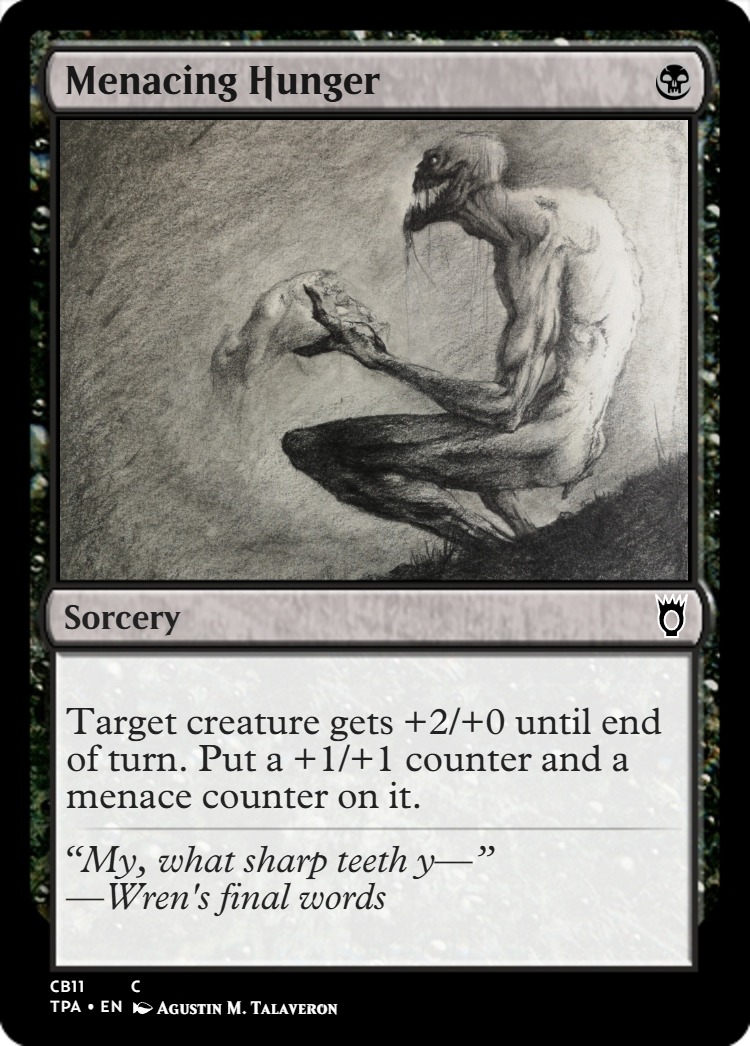 Menacing Hunger
Sorcery
Target creature gets +2/+0 until end
of turn. Put a +1/+1 counter and a
menace counter on it.
“My, what sharp teeth y—”
—Wren's final words
CB11 C
TPA • EN Agustin M. Talaveron